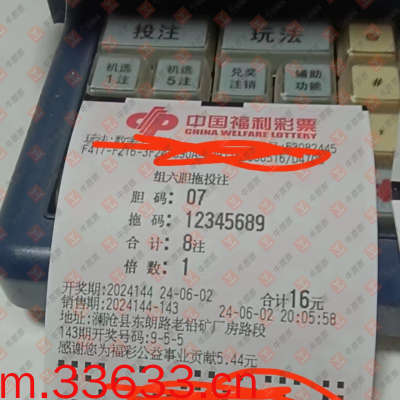 投注
玩法
机选
1注
机选
5注
兑奖
注销
辅助
功能
#
中国福利彩票
CHINA WELFARE LOTTERY
组六胆拖投注
胆 码: 07
拖 码: 12345689
合 计: 8注
倍 数: 1
开奖期:2024144 24-06-02 合计16元
销售期:2024144-143 24-06-02 20:05:58
地址:澜沧县东朗路老铅矿厂房路段
143期开奖号码:9-5-5
感谢您为福彩公益事业贡献5.44元
m.33633.cn